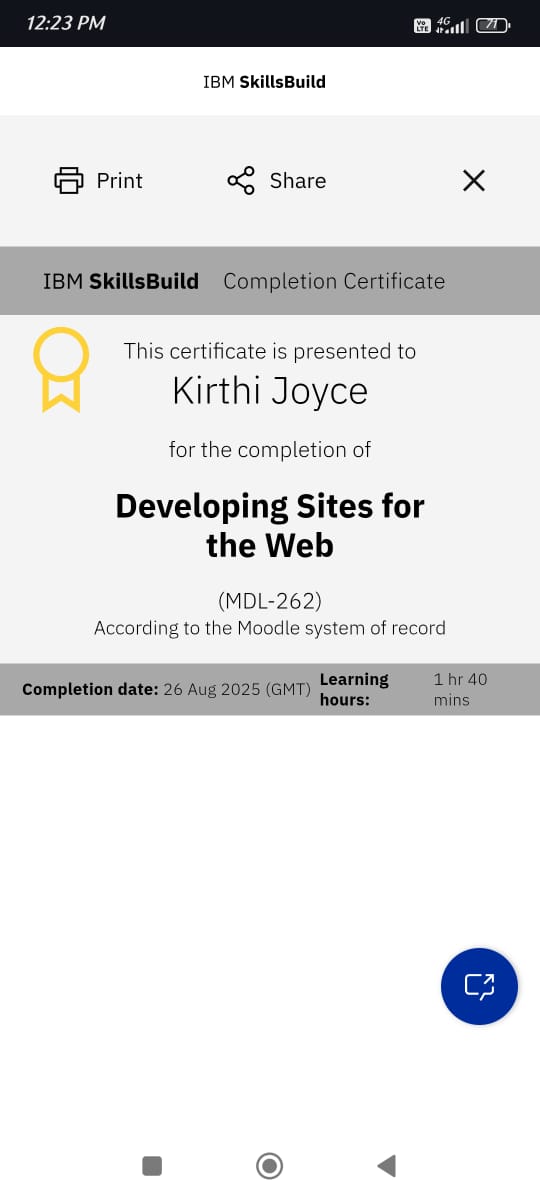 12:23 PM
Vo LTE 4G 71
IBM SkillsBuild
Print Share
IBM SkillsBuild Completion Certificate
This certificate is presented to
Kirthi Joyce
for the completion of
Developing Sites for
the Web
(MDL-262)
According to the Moodle system of record
Completion date: 26 Aug 2025 (GMT) Learning hours: 1 hr 40 mins